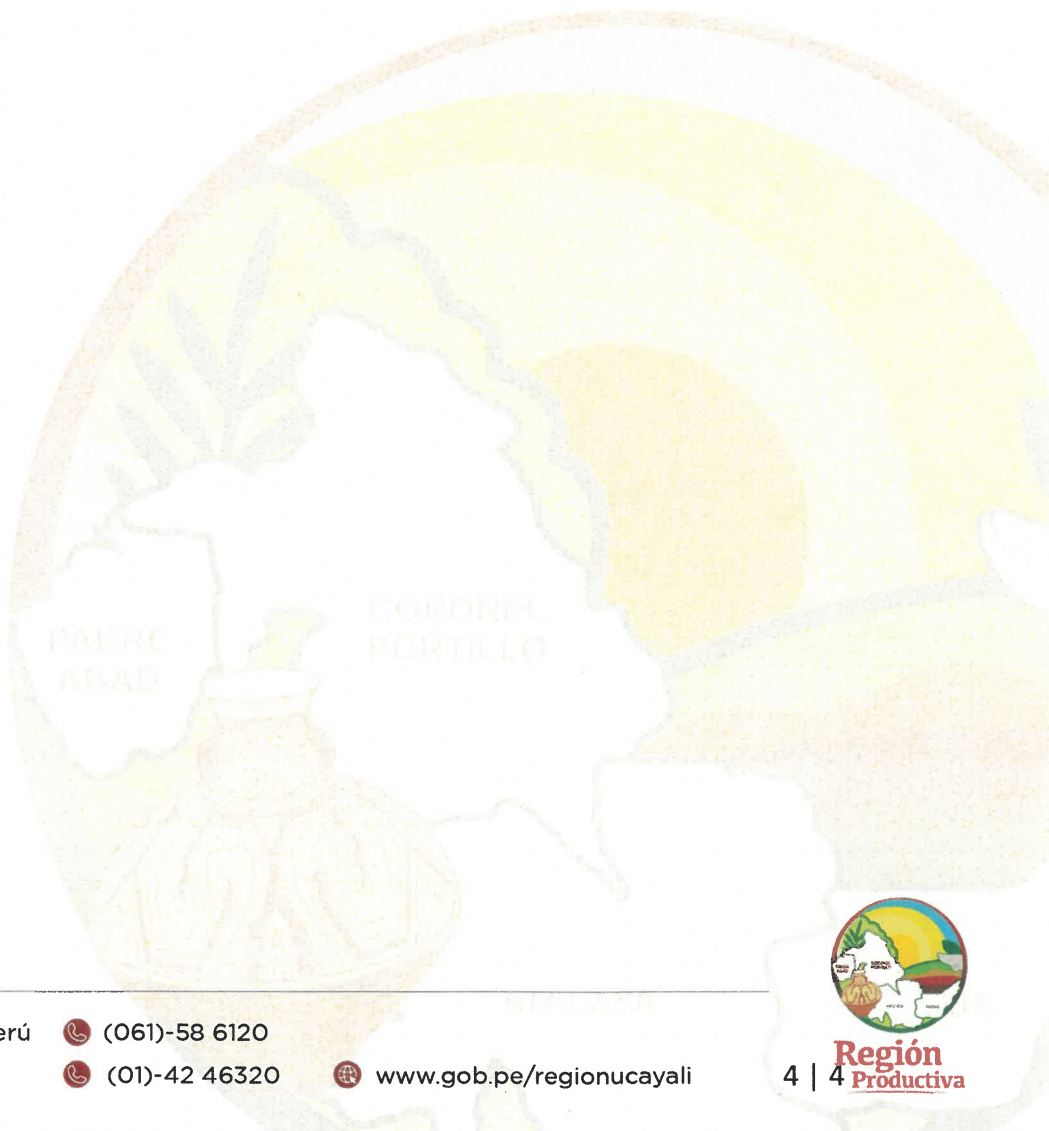 PADRE
ABAD
CORONEL
PORTILLO
erú (061)-58 6120
(01)-42 46320 www.gob.pe/regionucayali 4 | 4
Región
Productiva